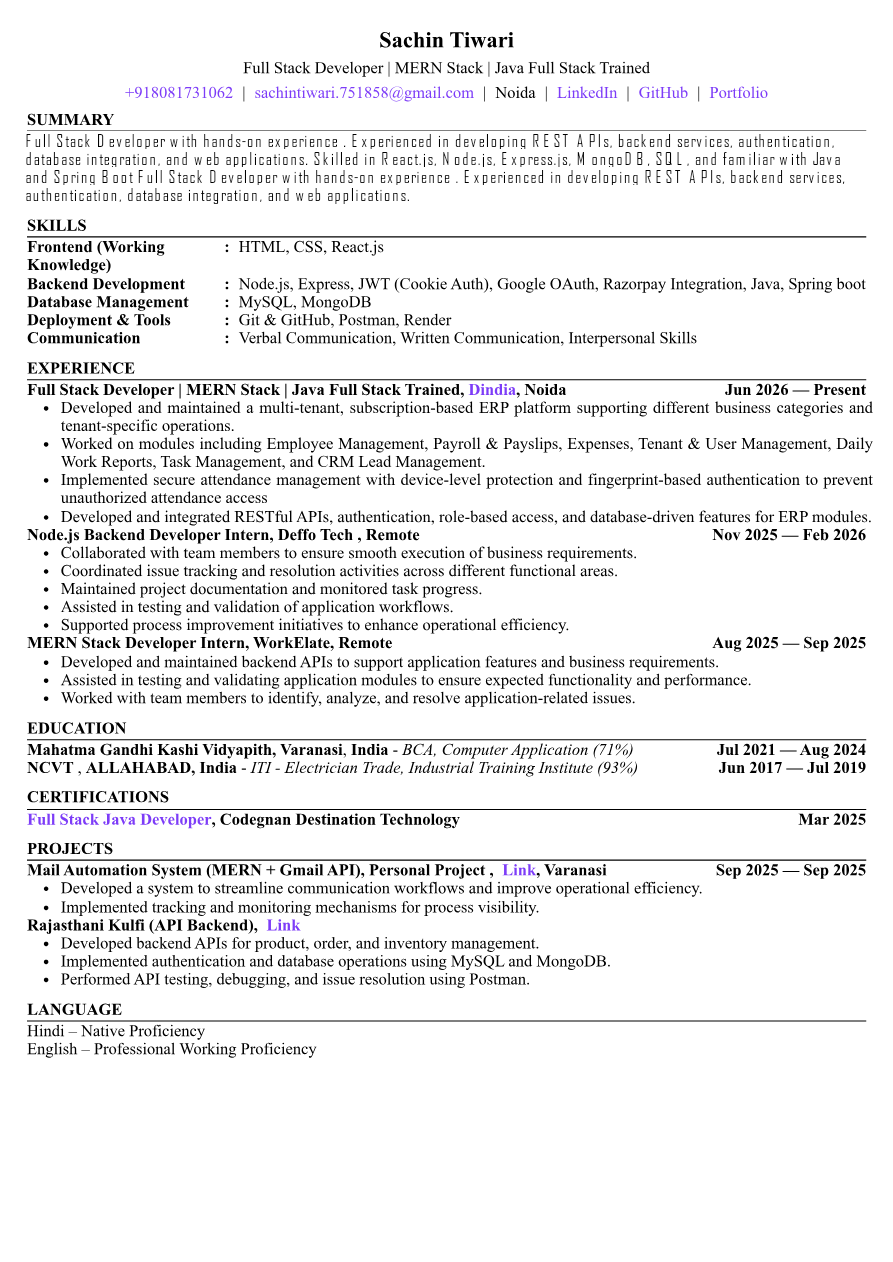 Sachin Tiwari
Full Stack Developer | MERN Stack | Java Full Stack Trained
+918081731062 | sachintiwari.751858@gmail.com | Noida | LinkedIn | GitHub | Portfolio
SUMMARY
Full Stack Developer with hands-on experience . Experienced in developing REST APIs, backend services, authentication,
database integration, and web applications. Skilled in React.js, Node.js, Express.js, MongoDB, SQL, and familiar with Java
and Spring Boot Full Stack Developer with hands-on experience . Experienced in developing REST APIs, backend services,
authentication, database integration, and web applications.
SKILLS
Frontend (Working : HTML, CSS, React.js
Knowledge)
Backend Development : Node.js, Express, JWT (Cookie Auth), Google OAuth, Razorpay Integration, Java, Spring boot
Database Management : MySQL, MongoDB
Deployment & Tools : Git & GitHub, Postman, Render
Communication : Verbal Communication, Written Communication, Interpersonal Skills
EXPERIENCE
Full Stack Developer | MERN Stack | Java Full Stack Trained, Dindia, Noida Jun 2026 — Present
• Developed and maintained a multi-tenant, subscription-based ERP platform supporting different business categories and
tenant-specific operations.
• Worked on modules including Employee Management, Payroll & Payslips, Expenses, Tenant & User Management, Daily
Work Reports, Task Management, and CRM Lead Management.
• Implemented secure attendance management with device-level protection and fingerprint-based authentication to prevent
unauthorized attendance access
• Developed and integrated RESTful APIs, authentication, role-based access, and database-driven features for ERP modules.
Node.js Backend Developer Intern, Deffo Tech , Remote Nov 2025 — Feb 2026
• Collaborated with team members to ensure smooth execution of business requirements.
• Coordinated issue tracking and resolution activities across different functional areas.
• Maintained project documentation and monitored task progress.
• Assisted in testing and validation of application workflows.
• Supported process improvement initiatives to enhance operational efficiency.
MERN Stack Developer Intern, WorkElate, Remote Aug 2025 — Sep 2025
• Developed and maintained backend APIs to support application features and business requirements.
• Assisted in testing and validating application modules to ensure expected functionality and performance.
• Worked with team members to identify, analyze, and resolve application-related issues.
EDUCATION
Mahatma Gandhi Kashi Vidyapith, Varanasi, India - BCA, Computer Application (71%) Jul 2021 — Aug 2024
NCVT , ALLAHABAD, India - ITI - Electrician Trade, Industrial Training Institute (93%) Jun 2017 — Jul 2019
CERTIFICATIONS
Full Stack Java Developer, Codegnan Destination Technology Mar 2025
PROJECTS
Mail Automation System (MERN + Gmail API), Personal Project , Link, Varanasi Sep 2025 — Sep 2025
• Developed a system to streamline communication workflows and improve operational efficiency.
• Implemented tracking and monitoring mechanisms for process visibility.
Rajasthani Kulfi (API Backend), Link
• Developed backend APIs for product, order, and inventory management.
• Implemented authentication and database operations using MySQL and MongoDB.
• Performed API testing, debugging, and issue resolution using Postman.
LANGUAGE
Hindi – Native Proficiency
English – Professional Working Proficiency